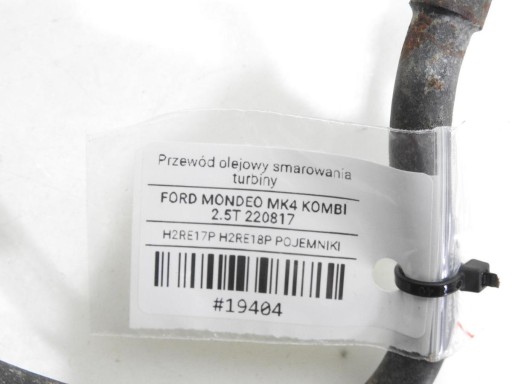 Przewód olejowy smarowania
turbiny
FORD MONDEO MK4 KOMBI
2.5T 220817
H2RE17P H2RE18P POJEMNIKI
#19404